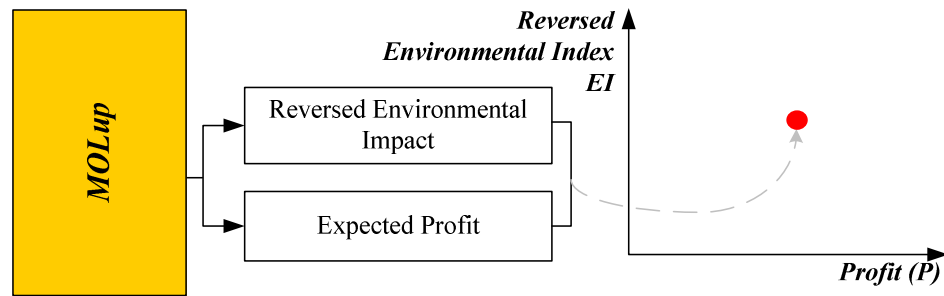 MOLup
Reversed Environmental
Impact
Expected Profit
Reversed
Environmental Index
EI
Profit (P)